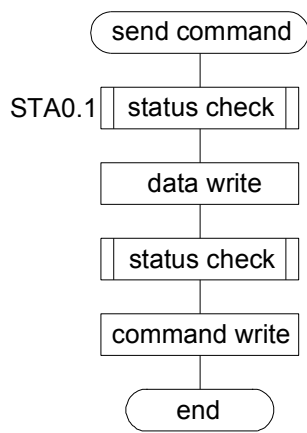 send command
STA0.1 status check
data write
status check
command write
end